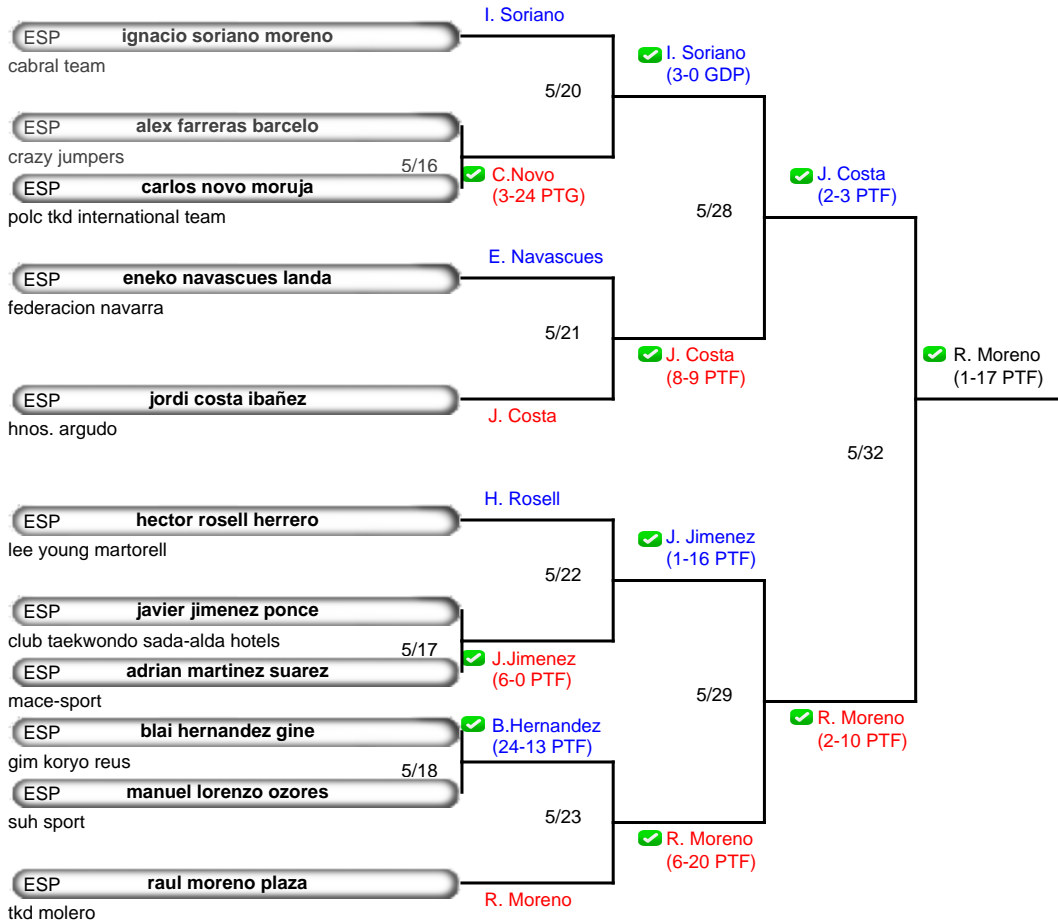 I. Soriano
ESP ignacio soriano moreno
cabral team
I. Soriano
(3-0 GDP)
5/20
ESP alex farreras barcelo
crazy jumpers
5/16
C.Novo
(3-24 PTG)
ESP carlos novo moruja
polc tkd international team
J. Costa
(2-3 PTF)
5/28
E. Navascues
ESP eneko navascues landa
federacion navarra
5/21
J. Costa
(8-9 PTF)
R. Moreno
(1-17 PTF)
ESP jordi costa ibañez
J. Costa
hnos. argudo
5/32
H. Rosell
ESP hector rosell herrero
lee young martorell
J. Jimenez
(1-16 PTF)
5/22
ESP javier jimenez ponce
club taekwondo sada-alda hotels
5/17
J.Jimenez
(6-0 PTF)
ESP adrian martinez suarez
mace-sport
5/29
R. Moreno
(2-10 PTF)
ESP blai hernandez gine
B.Hernandez
(24-13 PTF)
gim koryo reus
5/18
ESP manuel lorenzo ozores
suh sport
5/23
R. Moreno
(6-20 PTF)
ESP raul moreno plaza
R. Moreno
tkd molero